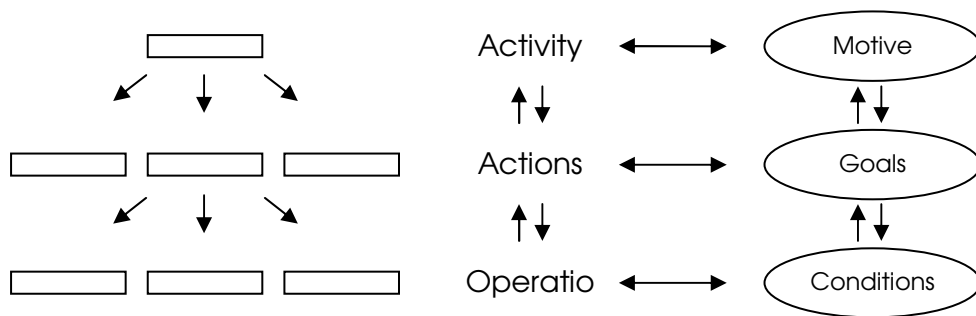 Activity
Motive
Actions
Goals
Operatio
Conditions